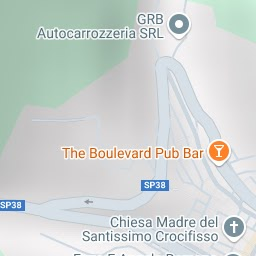 GRB
Autocarrozzeria SRL
The Boulevard Pub Bar
SP38
SP38
Chiesa Madre del
Santissimo Crocifisso